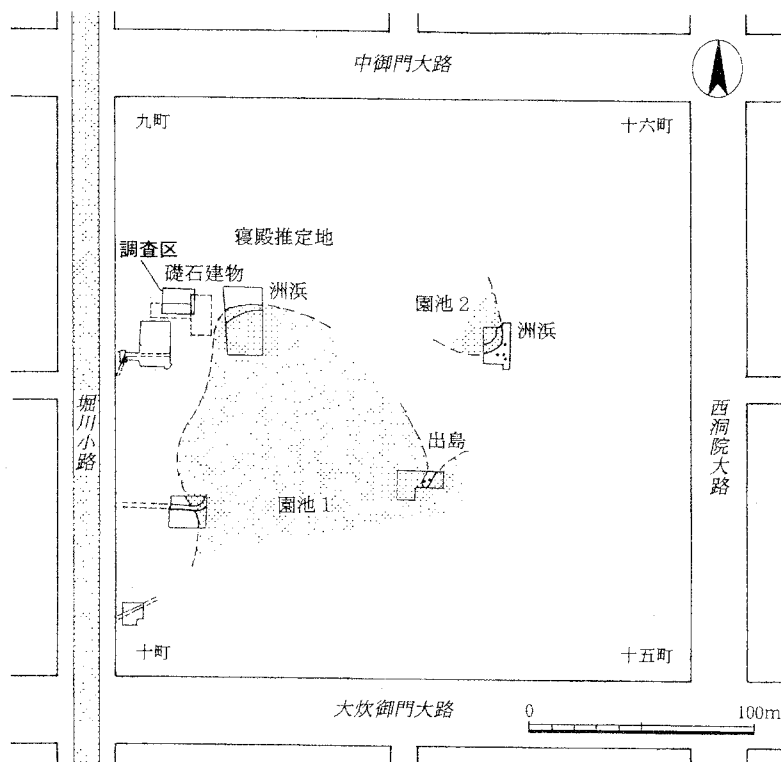 中御門大路
九町
十六町
寝殿推定地
調査区
礎石建物
洲浜
園池2
洲浜
堀川小路
西洞院大路
出島
園池1
十町
十五町
大炊御門大路
0
100m